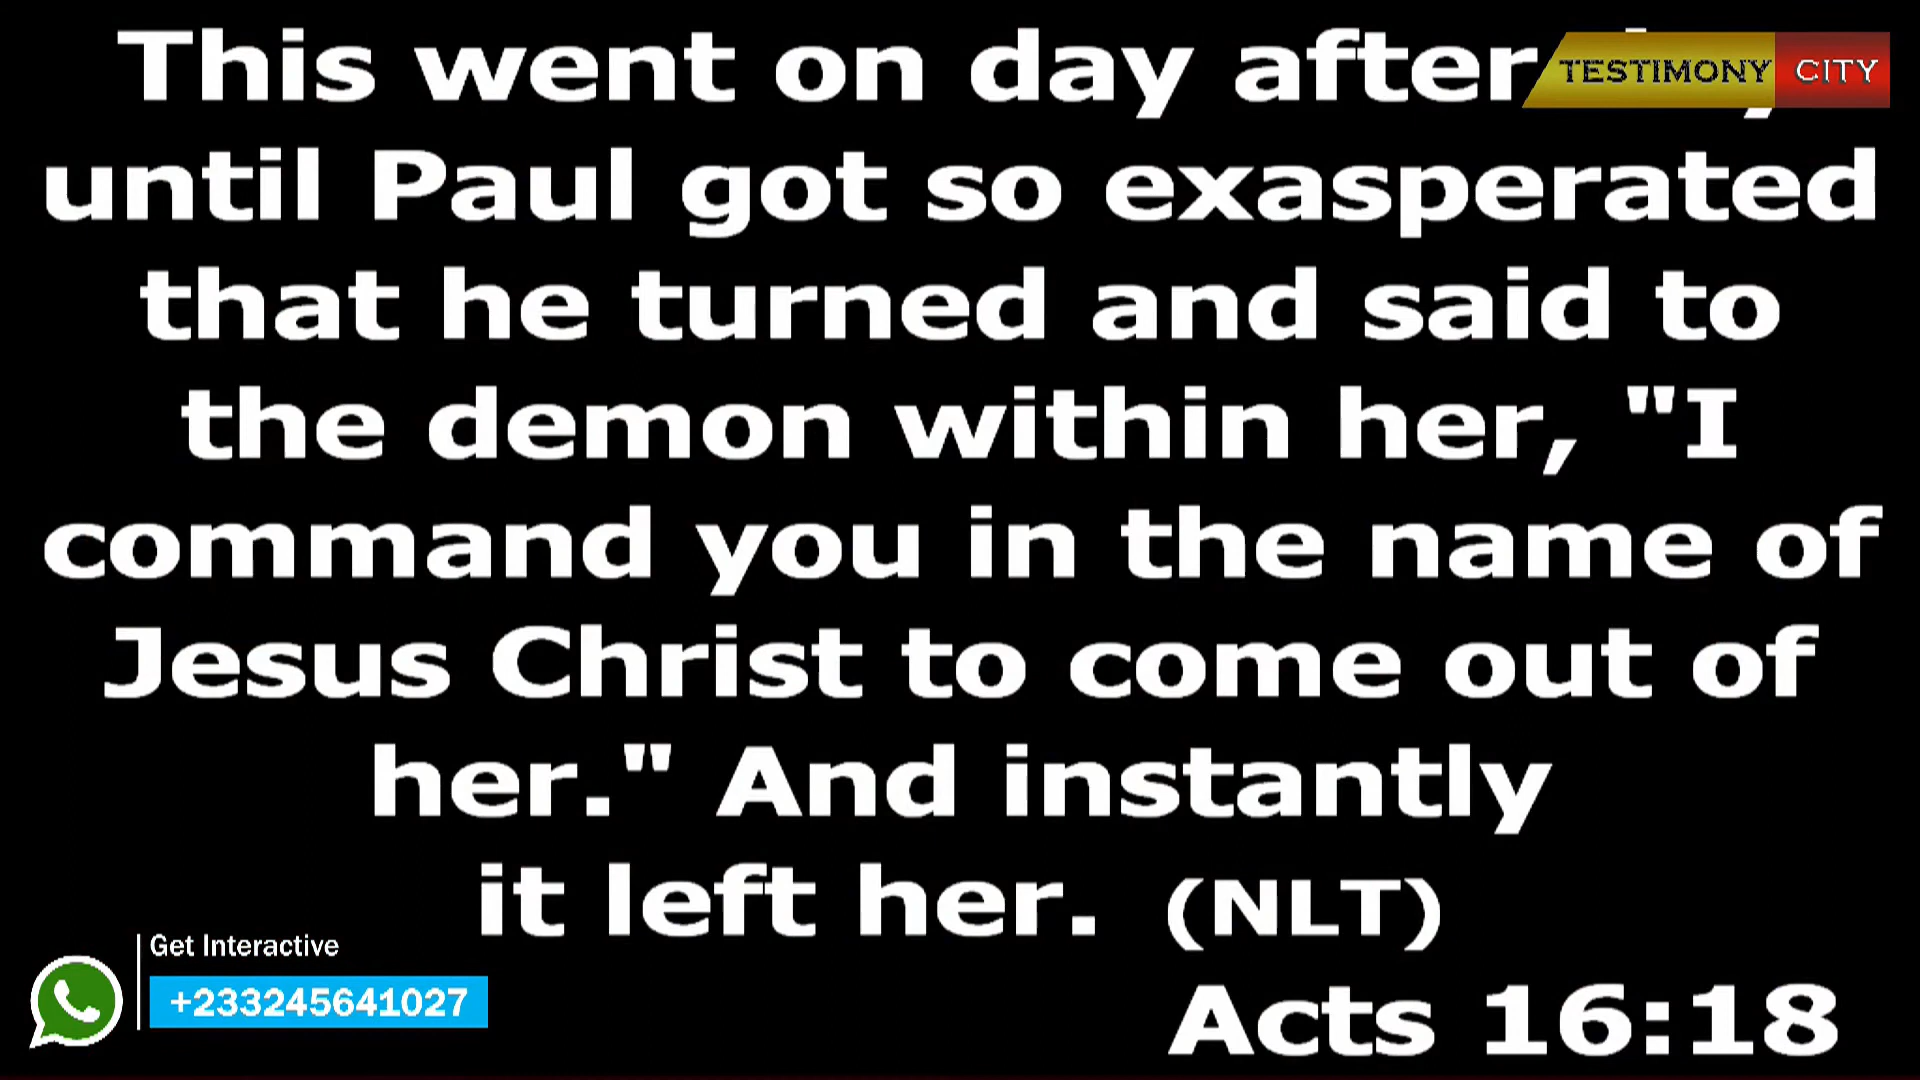 This went on day after
TESTIMONY CITY
until Paul got so exasperated
that he turned and said to
the demon within her, "I
command you in the name of
Jesus Christ to come out of
her." And instantly
it left her. (NLT)
Get Interactive
+233245641027
Acts 16:18